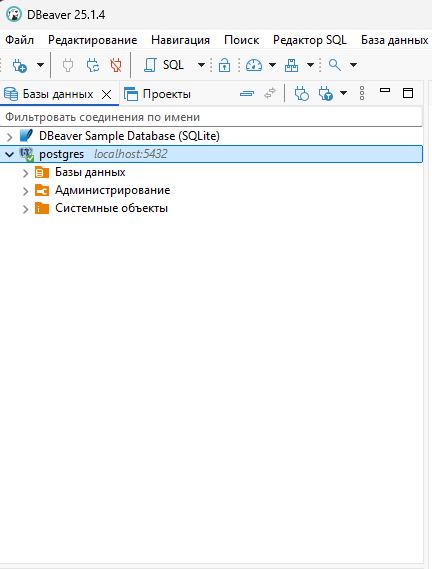 DBeaver 25.1.4
Файл Редактирование Навигация Поиск Редактор SQL База данных
SQL
Базы данных Проекты
Фильтровать соединения по имени
DBeaver Sample Database (SQLite)
postgres localhost:5432
Базы данных
Администрирование
Системные объекты